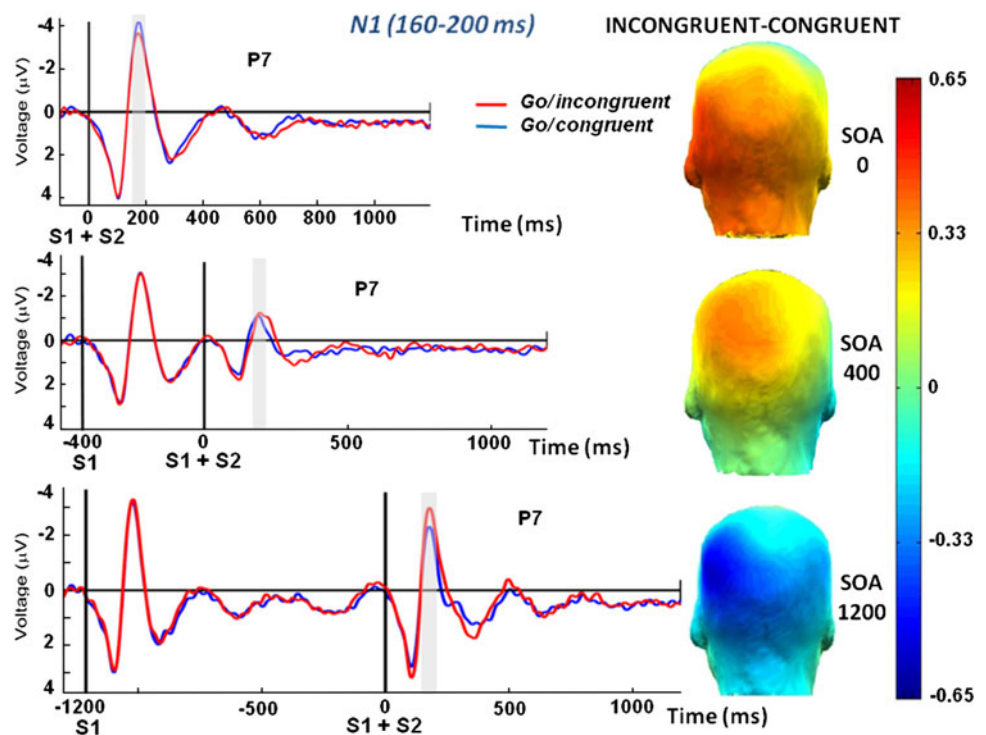 N1 (160-200 ms)
INCONGRUENT-CONGRUENT
Go/incongruent
Go/congruent
P7
Voltage (µV)
-4
-2
0
2
4
0 200 400 600 800 1000
Time (ms)
S1 + S2
P7
Voltage (µV)
-4
-2
0
2
4
-400 0 500 1000
Time (ms)
S1
S1 + S2
P7
Voltage (µV)
-4
-2
0
2
4
-1200 -500 0 500 1000
Time (ms)
S1
S1 + S2
SOA
0
SOA
400
SOA
1200
0.65
0.33
0
-0.33
-0.65